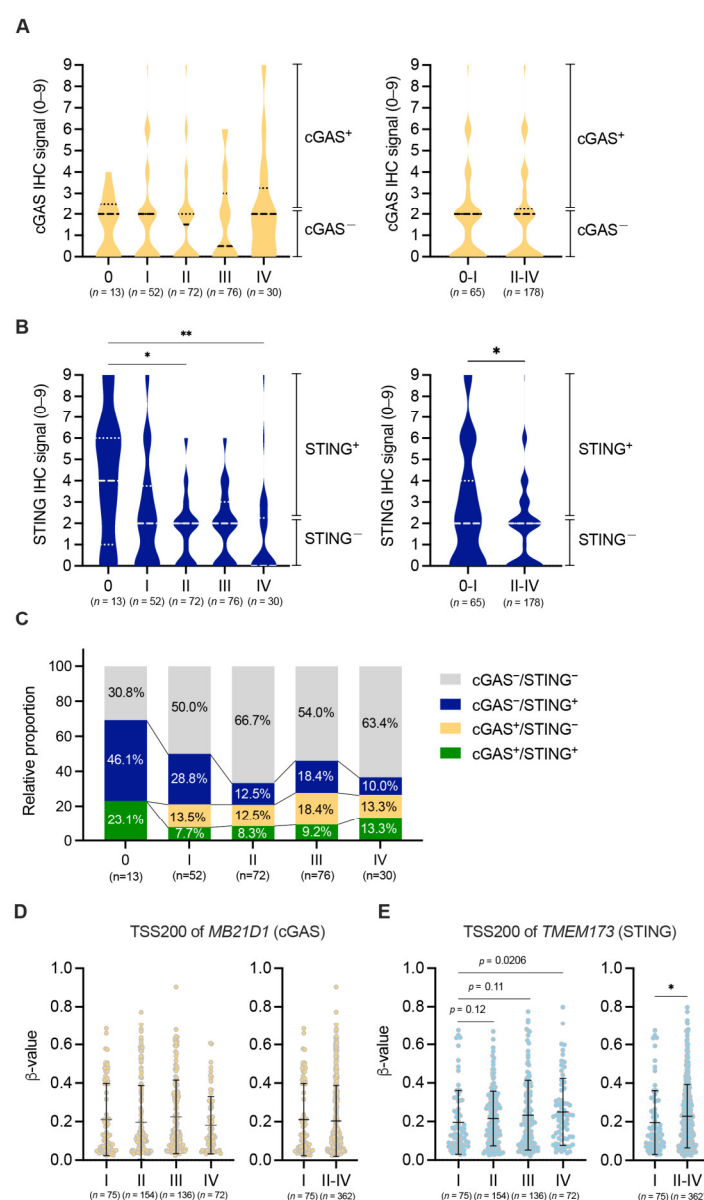 A
cGAS IHC signal (0–9)
9
8
7
6
5
4
3
2
1
0
cGAS⁺
cGAS⁻
0 I II III IV
(n = 13) (n = 52) (n = 72) (n = 76) (n = 30)
cGAS IHC signal (0–9)
9
8
7
6
5
4
3
2
1
0
cGAS⁺
cGAS⁻
0-I II-IV
(n = 65) (n = 178)
B
**
*
STING IHC signal (0–9)
9
8
7
6
5
4
3
2
1
0
STING⁺
STING⁻
0 I II III IV
(n = 13) (n = 52) (n = 72) (n = 76) (n = 30)
*
STING IHC signal (0–9)
9
8
7
6
5
4
3
2
1
0
STING⁺
STING⁻
0-I II-IV
(n = 65) (n = 178)
C
Relative proportion
100
80
60
40
20
0
30.8% 50.0% 66.7% 54.0% 63.4%
46.1% 28.8% 12.5% 18.4% 10.0%
13.5% 12.5% 18.4% 13.3%
23.1% 7.7% 8.3% 9.2% 13.3%
0 I II III IV
(n=13) (n=52) (n=72) (n=76) (n=30)
cGAS⁻/STING⁻
cGAS⁻/STING⁺
cGAS⁺/STING⁻
cGAS⁺/STING⁺
D
TSS200 of MB21D1 (cGAS)
β-value
1.0
0.8
0.6
0.4
0.2
0.0
I II III IV
(n = 75) (n = 154) (n = 136) (n = 72)
1.0
0.8
0.6
0.4
0.2
0.0
I II-IV
(n = 75) (n = 362)
E
TSS200 of TMEM173 (STING)
β-value
1.0
0.8
0.6
0.4
0.2
0.0
p = 0.0206
p = 0.11
p = 0.12
I II III IV
(n = 75) (n = 154) (n = 136) (n = 72)
1.0
0.8
0.6
0.4
0.2
0.0
*
I II-IV
(n = 75) (n = 362)